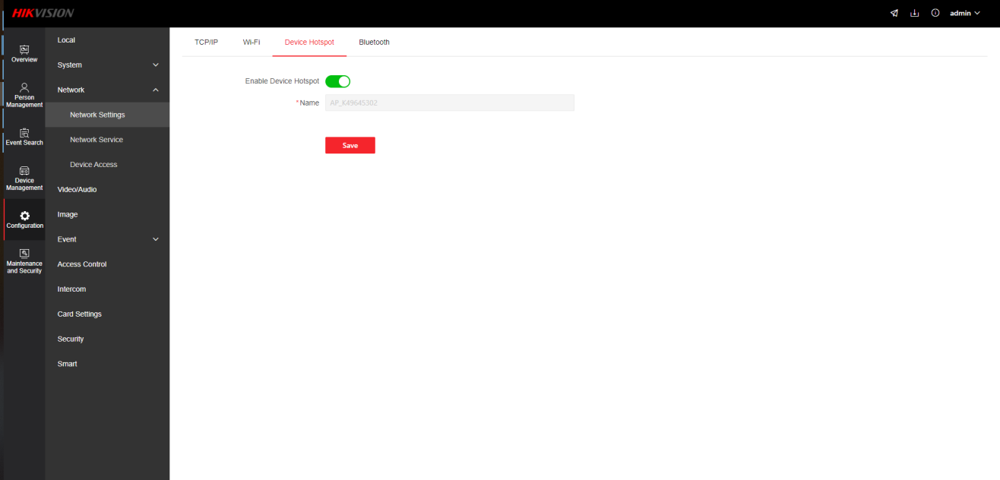 HIKVISION
admin
Overview
Person
Management
Event Search
Device
Management
Configuration
Maintenance
and Security
Local
System
Network
Network Settings
Network Service
Device Access
Video/Audio
Image
Event
Access Control
Intercom
Card Settings
Security
Smart
TCP/IP Wi-Fi Device Hotspot Bluetooth
Enable Device Hotspot
*Name AP_K49645302
Save